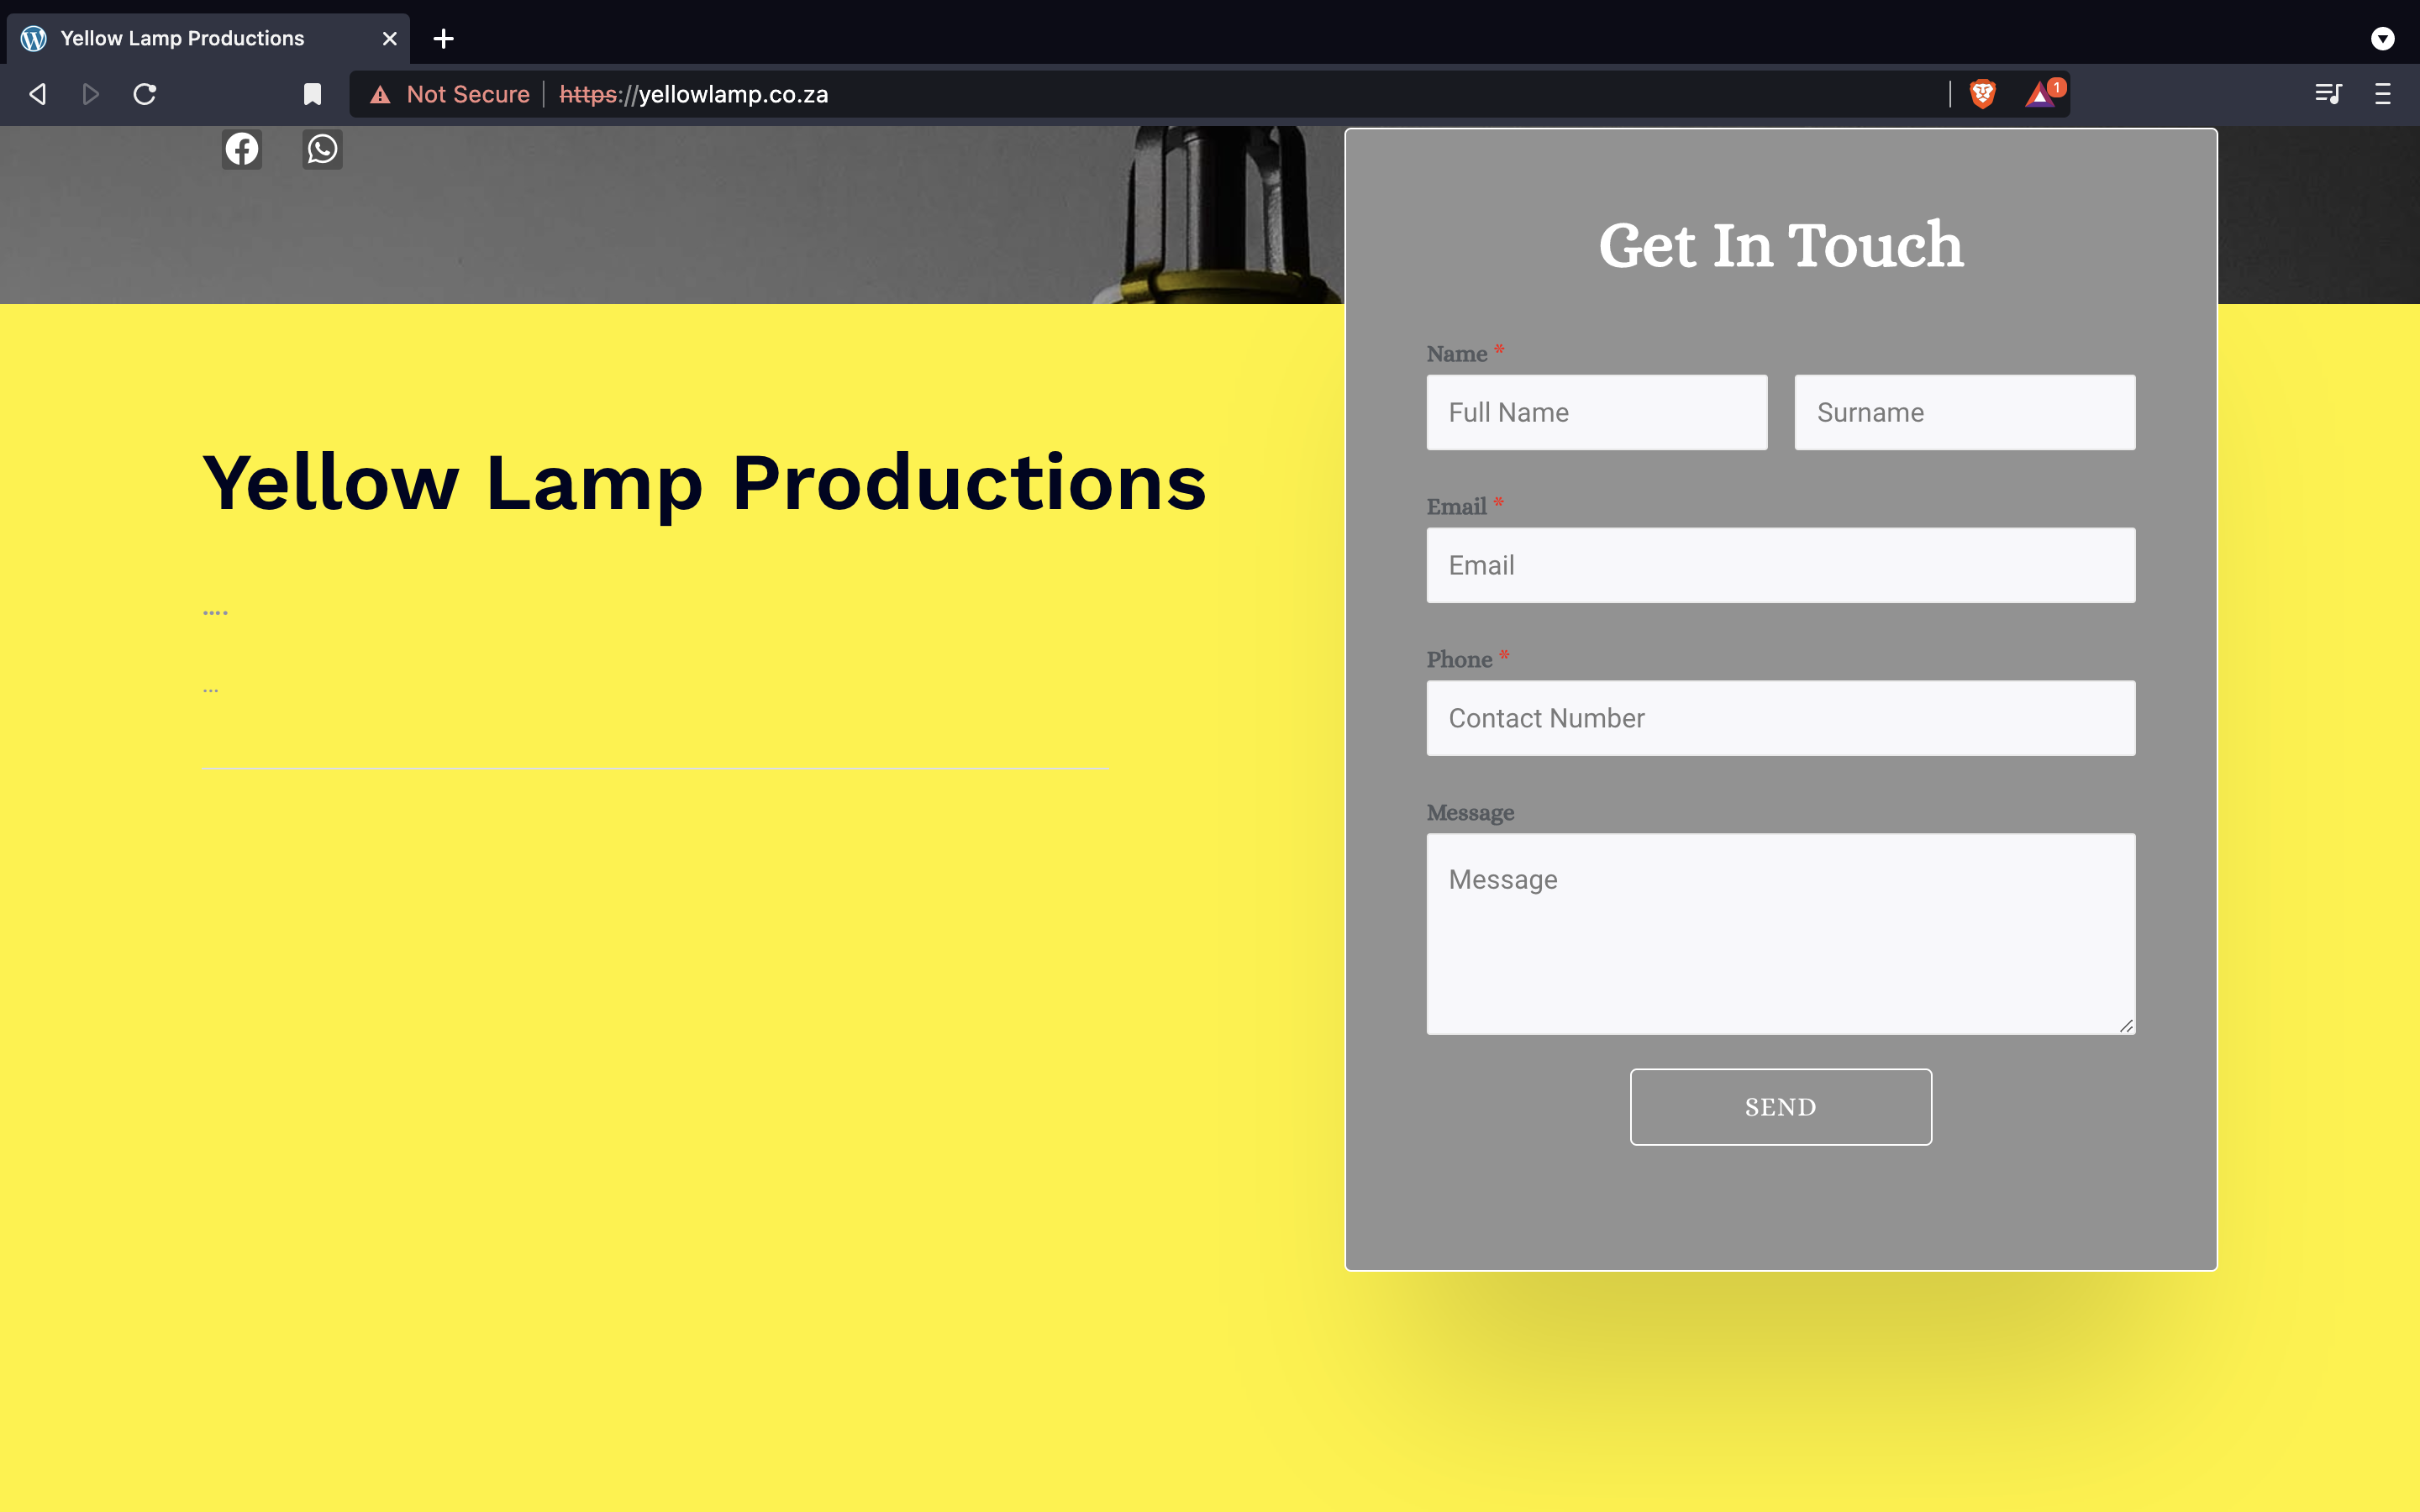 Yellow Lamp Productions
Not Secure https://yellowlamp.co.za
1
Get In Touch
Name *
Full Name Surname
Email *
Email
Phone *
Contact Number
Message
Message
SEND
Yellow Lamp Productions
....
...